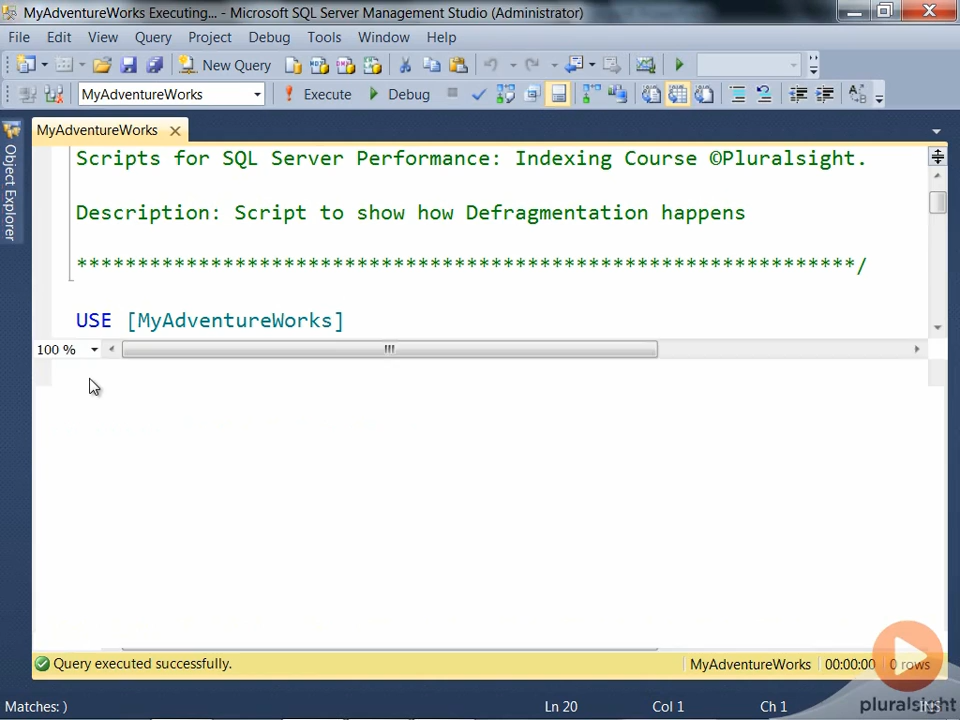 MyAdventureWorks Executing... - Microsoft SQL Server Management Studio (Administrator)
File Edit View Query Project Debug Tools Window Help
New Query
MyAdventureWorks Execute Debug
MyAdventureWorks
Object Explorer
Scripts for SQL Server Performance: Indexing Course ©Pluralsight.
Description: Script to show how Defragmentation happens
****************************************************************/
USE [MyAdventureWorks]
100 %
Query executed successfully. MyAdventureWorks 00:00:00 0 rows
Matches: ) Ln 20 Col 1 Ch 1 INS
pluralsight